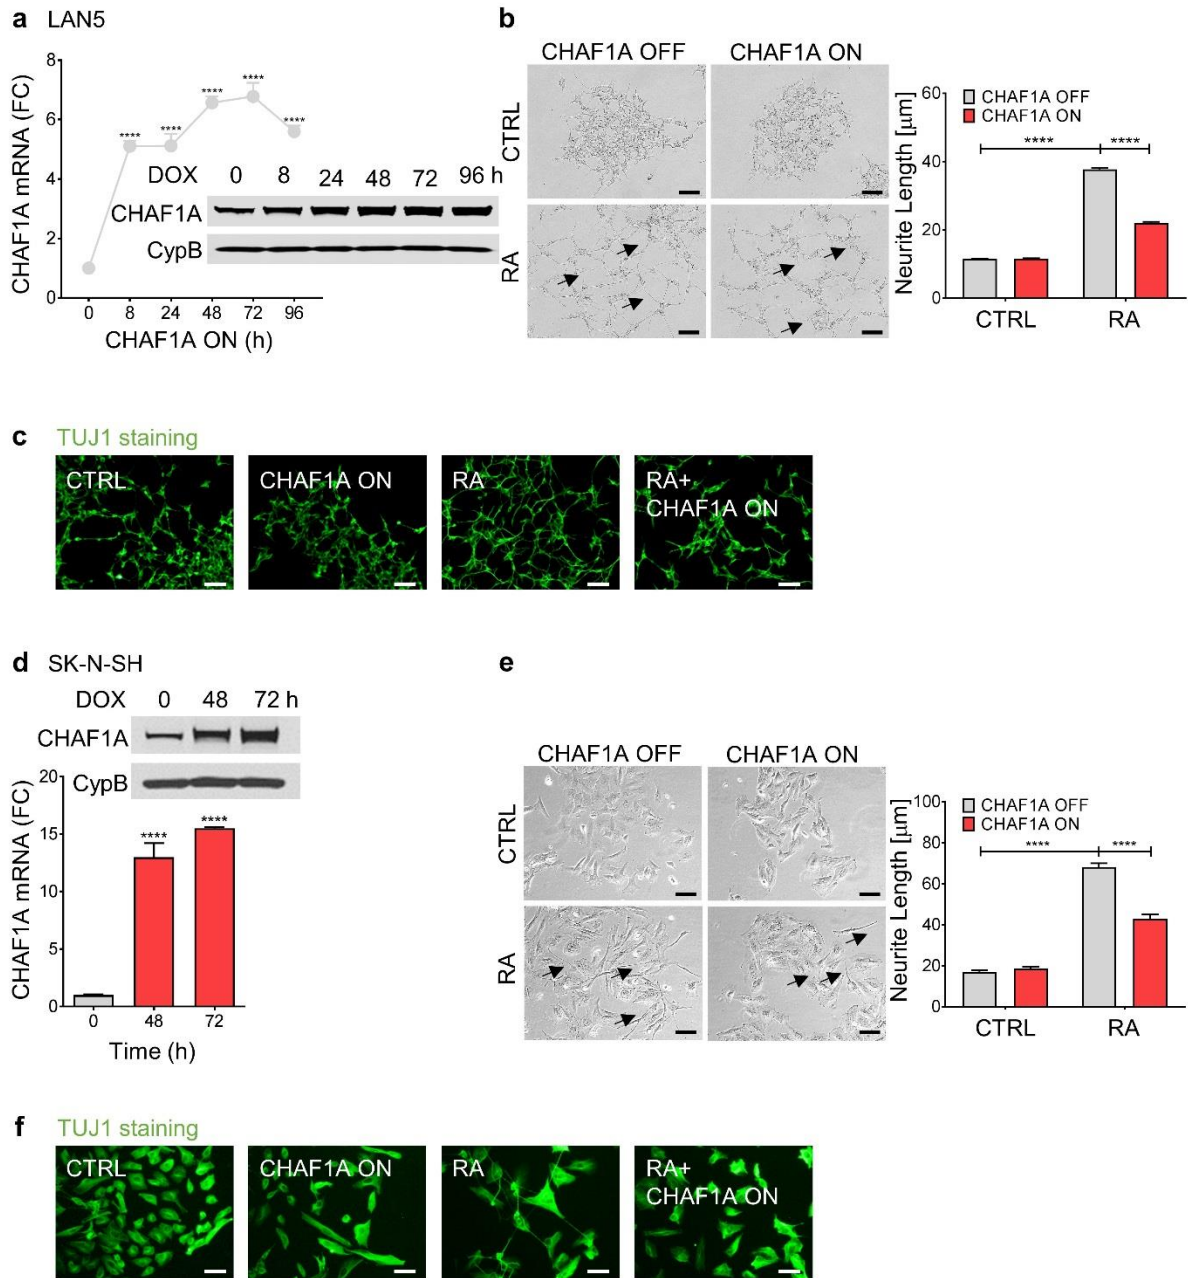 a LAN5
CHAF1A mRNA (FC)
8
6
4
2
0
****
****
****
****
****
DOX 0 8 24 48 72 96 h
CHAF1A
CypB
0 8 24 48 72 96
CHAF1A ON (h)
b
CHAF1A OFF CHAF1A ON
CTRL
RA
Neurite Length [µm]
60
40
20
0
CHAF1A OFF
CHAF1A ON
**** ****
CTRL RA
c TUJ1 staining
CTRL
CHAF1A ON
RA
RA+
CHAF1A ON
d SK-N-SH
DOX 0 48 72 h
CHAF1A
CypB
CHAF1A mRNA (FC)
20
15
10
5
0
****
****
0 48 72
Time (h)
e
CHAF1A OFF CHAF1A ON
CTRL
RA
Neurite Length [µm]
100
80
60
40
20
0
CHAF1A OFF
CHAF1A ON
**** ****
CTRL RA
f TUJ1 staining
CTRL
CHAF1A ON
RA
RA+
CHAF1A ON